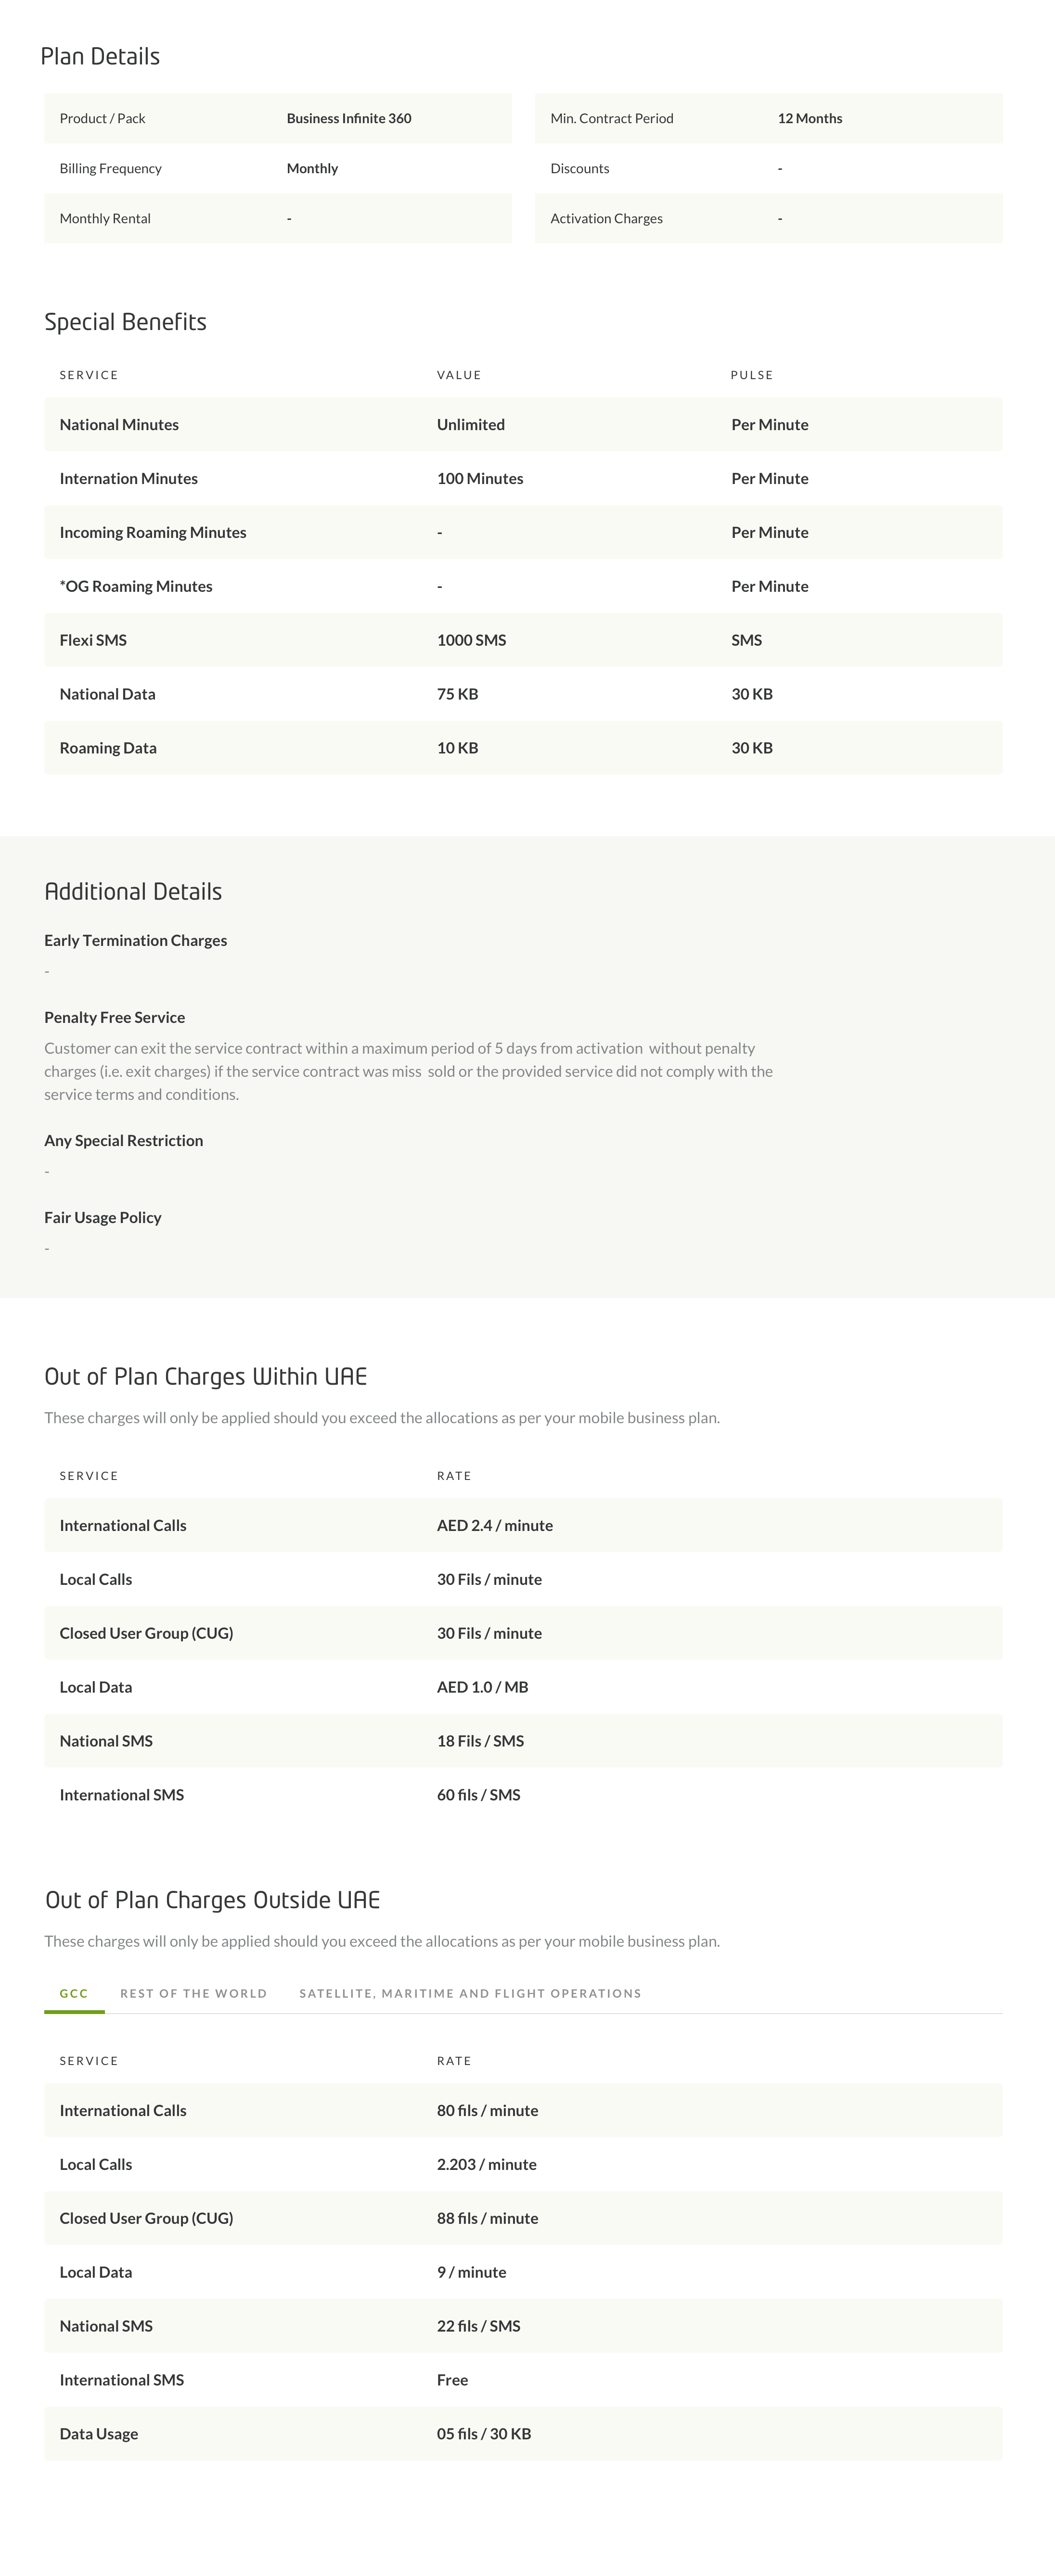 Plan Details
Product / Pack Business Infinite 360 Min. Contract Period 12 Months
Billing Frequency Monthly Discounts -
Monthly Rental - Activation Charges -
Special Benefits
SERVICE VALUE PULSE
National Minutes Unlimited Per Minute
Internation Minutes 100 Minutes Per Minute
Incoming Roaming Minutes - Per Minute
*OG Roaming Minutes - Per Minute
Flexi SMS 1000 SMS SMS
National Data 75 KB 30 KB
Roaming Data 10 KB 30 KB
Additional Details
Early Termination Charges
-
Penalty Free Service
Customer can exit the service contract within a maximum period of 5 days from activation without penalty
charges (i.e. exit charges) if the service contract was miss sold or the provided service did not comply with the
service terms and conditions.
Any Special Restriction
-
Fair Usage Policy
-
Out of Plan Charges Within UAE
These charges will only be applied should you exceed the allocations as per your mobile business plan.
SERVICE RATE
International Calls AED 2.4 / minute
Local Calls 30 Fils / minute
Closed User Group (CUG) 30 Fils / minute
Local Data AED 1.0 / MB
National SMS 18 Fils / SMS
International SMS 60 fils / SMS
Out of Plan Charges Outside UAE
These charges will only be applied should you exceed the allocations as per your mobile business plan.
GCC REST OF THE WORLD SATELLITE, MARITIME AND FLIGHT OPERATIONS
SERVICE RATE
International Calls 80 fils / minute
Local Calls 2.203 / minute
Closed User Group (CUG) 88 fils / minute
Local Data 9 / minute
National SMS 22 fils / SMS
International SMS Free
Data Usage 05 fils / 30 KB